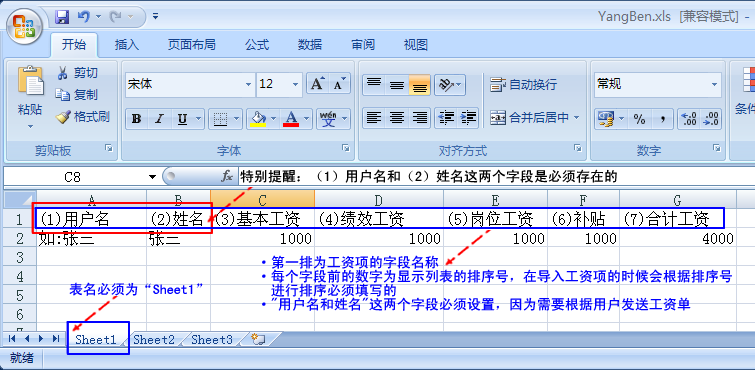 YangBen.xls [兼容模式]
开始 插入 页面布局 公式 数据 审阅 视图
剪切
复制
格式刷
粘贴
宋体 12
B I U
A A
wén
文
自动换行
合并后居中
常规
%
条件
剪贴板 字体 对齐方式 数字
C8 fx 特别提醒:(1)用户名和(2)姓名这两个字段是必须存在的
A B C D E F G
1 (1)用户名 (2)姓名 (3)基本工资 (4)绩效工资 (5)岗位工资 (6)补贴 (7)合计工资
2 如:张三 张三 1000 1000 1000 1000 4000
3
4
5
6
•第一排为工资项的字段名称
•每个字段前的数字为显示列表的排序号,在导入工资项的时候会根据排序号
进行排序必须填写的
•"用户名和姓名"这两个字段必须设置,因为需要根据用户发送工资单
表名必须为“Sheet1”
Sheet1 Sheet2 Sheet3
就绪